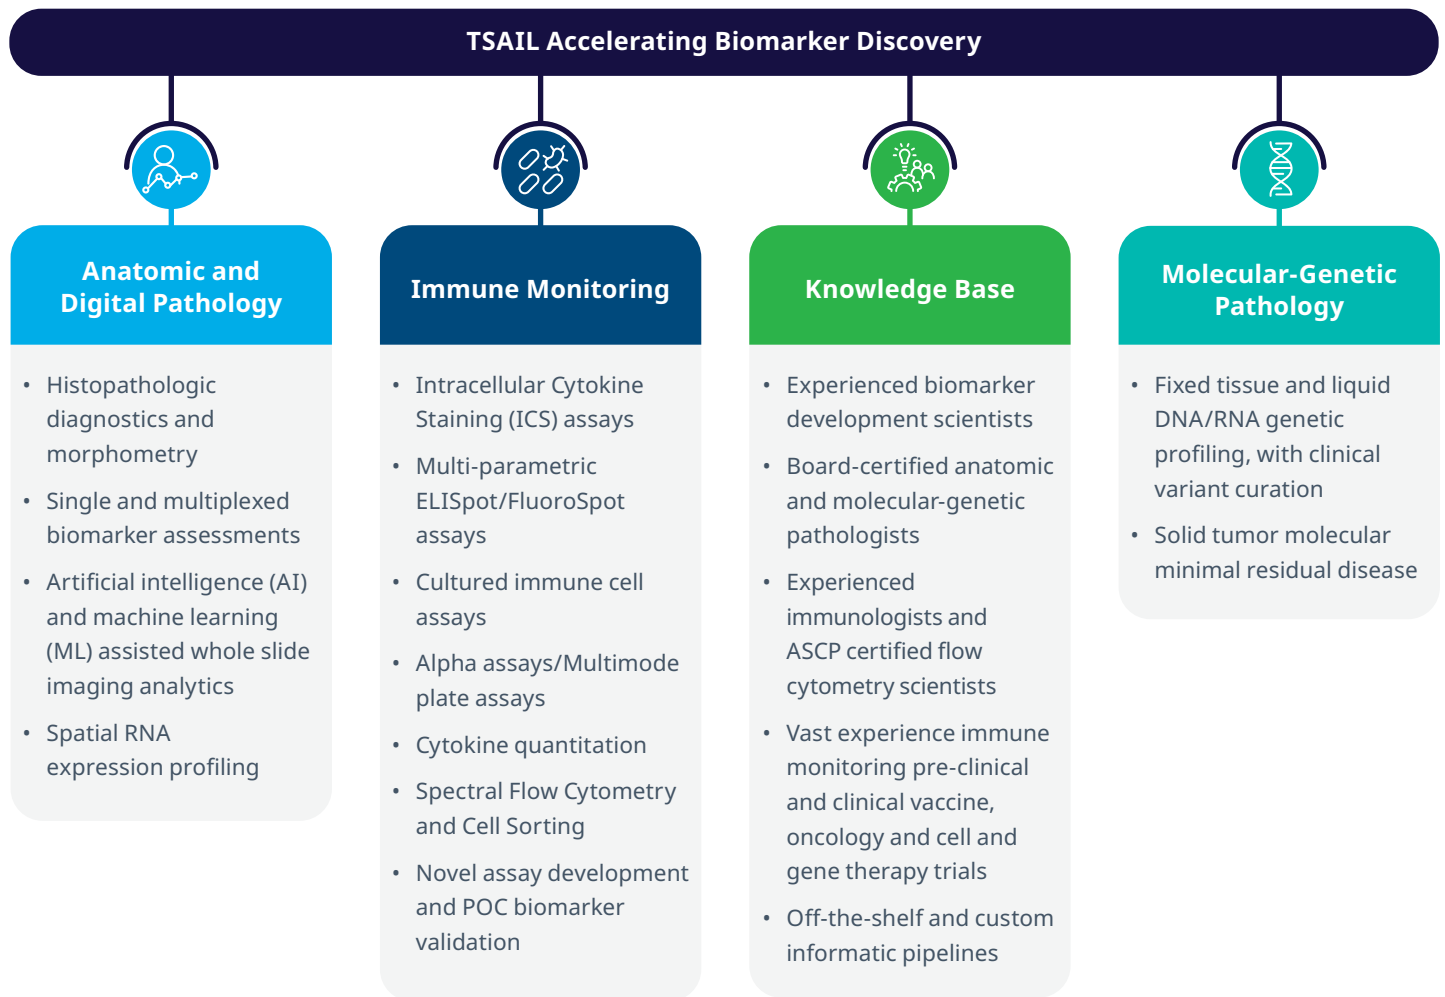 TSAIL Accelerating Biomarker Discovery
Anatomic and
Digital Pathology
• Histopathologic
diagnostics and
morphometry
• Single and multiplexed
biomarker assessments
• Artificial intelligence (AI)
and machine learning
(ML) assisted whole slide
imaging analytics
• Spatial RNA
expression profiling
Immune Monitoring
• Intracellular Cytokine
Staining (ICS) assays
• Multi-parametric
ELISpot/FluoroSpot
assays
• Cultured immune cell
assays
• Alpha assays/Multimode
plate assays
• Cytokine quantitation
• Spectral Flow Cytometry
and Cell Sorting
• Novel assay development
and POC biomarker
validation
Knowledge Base
• Experienced biomarker
development scientists
• Board-certified anatomic
and molecular-genetic
pathologists
• Experienced
immunologists and
ASCP certified flow
cytometry scientists
• Vast experience immune
monitoring pre-clinical
and clinical vaccine,
oncology and cell and
gene therapy trials
• Off-the-shelf and custom
informatic pipelines
Molecular-Genetic
Pathology
• Fixed tissue and liquid
DNA/RNA genetic
profiling, with clinical
variant curation
• Solid tumor molecular
minimal residual disease